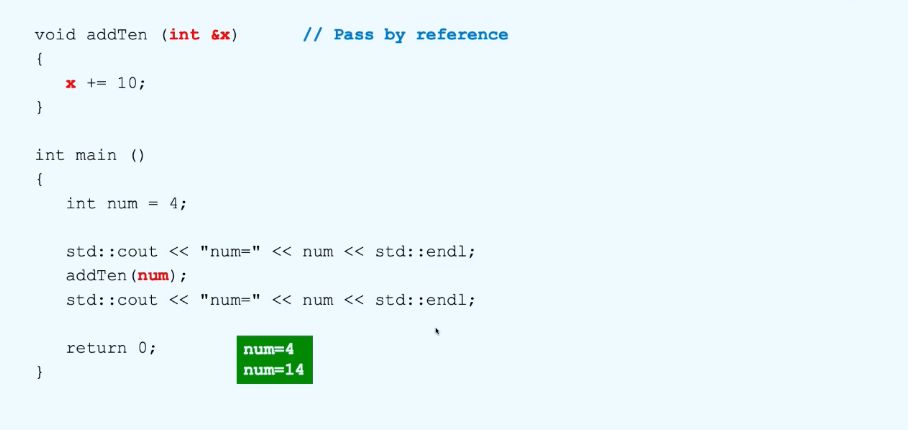 void addTen (int &x)      // Pass by reference
{
   x += 10;
}
int main ()
{
   int num = 4;
   std::cout << "num=" << num << std::endl;
   addTen(num);
   std::cout << "num=" << num << std::endl;
   return 0;
num=4
num=14
}